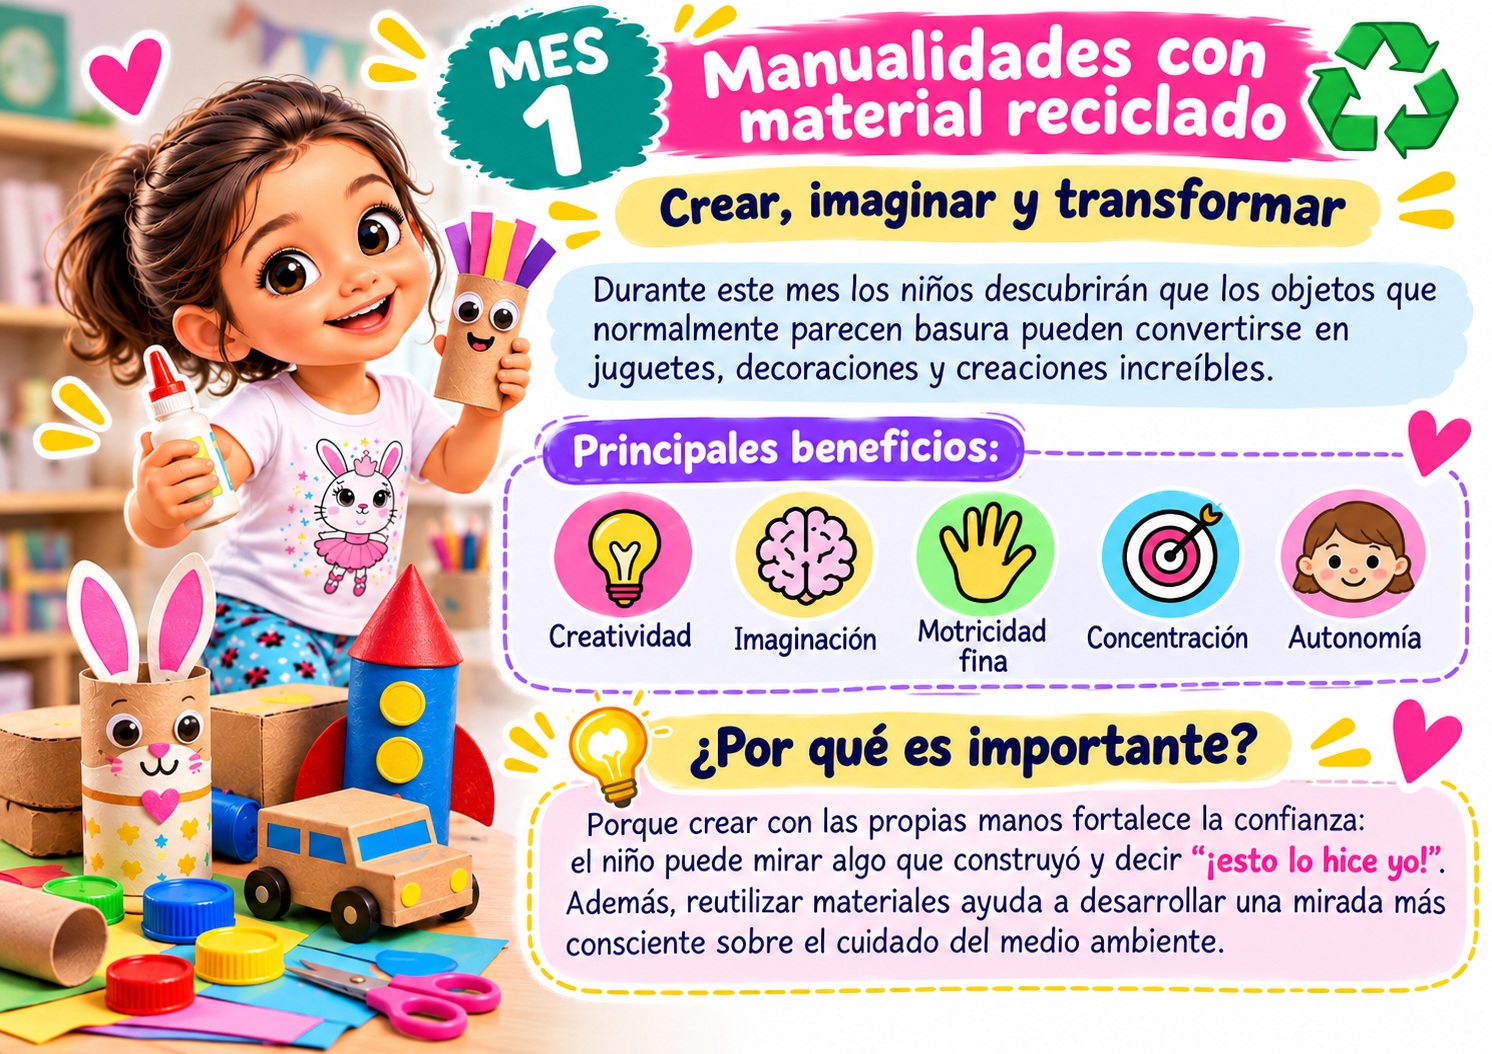 MES
1
Manualidades con
material reciclado
Crear, imaginar y transformar
Durante este mes los niños descubrirán que los objetos que
normalmente parecen basura pueden convertirse en
juguetes, decoraciones y creaciones increíbles.
Principales beneficios:
Creatividad
Imaginación
Motricidad
fina
Concentración
Autonomía
¿Por qué es importante?
Porque crear con las propias manos fortalece la confianza:
el niño puede mirar algo que construyó y decir “¡esto lo hice yo!”.
Además, reutilizar materiales ayuda a desarrollar una mirada más
consciente sobre el cuidado del medio ambiente.